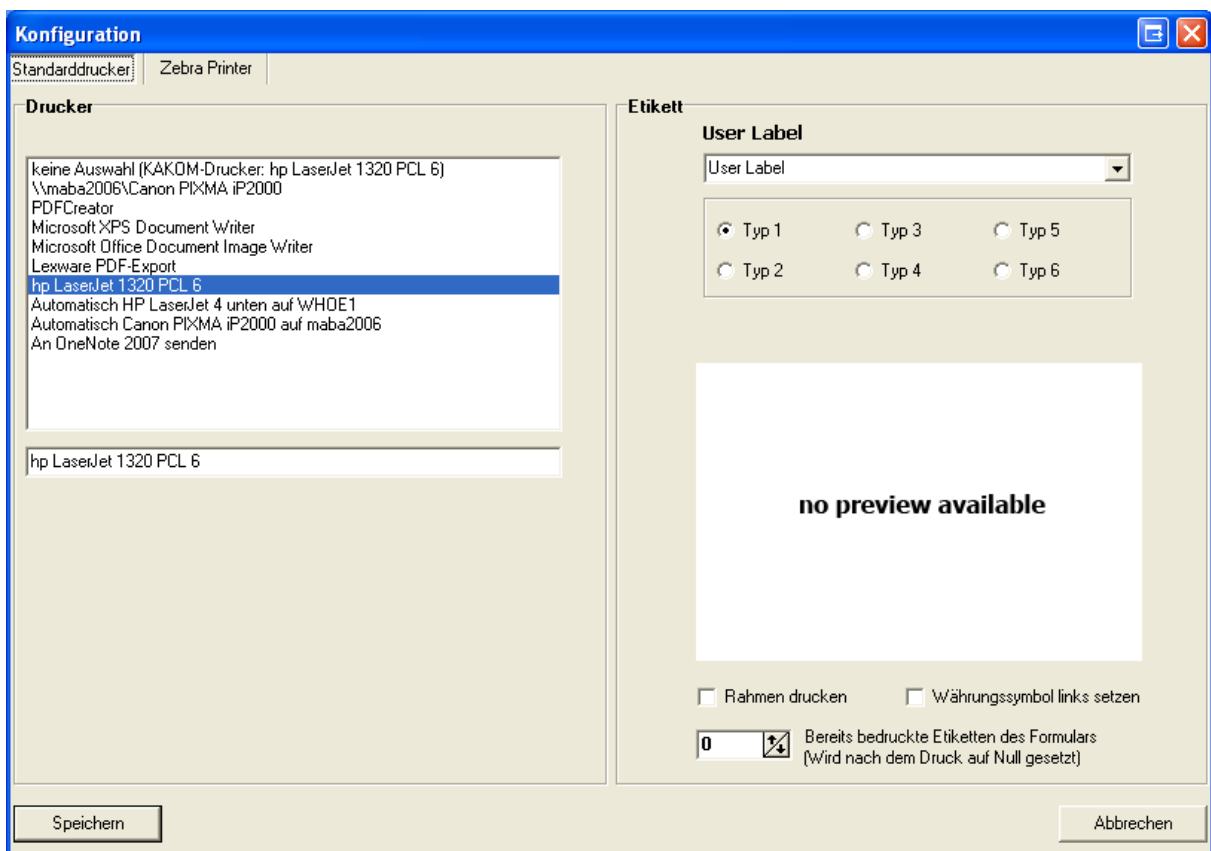 Konfiguration
Standarddrucker
Zebra Printer
Drucker
keine Auswahl (KAKOM-Drucker: hp LaserJet 1320 PCL 6)
\\maba2006\Canon PIXMA iP2000
PDFCreator
Microsoft XPS Document Writer
Microsoft Office Document Image Writer
Lexware PDF-Export
hp LaserJet 1320 PCL 6
Automatisch HP LaserJet 4 unten auf WHOE1
Automatisch Canon PIXMA iP2000 auf maba2006
An OneNote 2007 senden
hp LaserJet 1320 PCL 6
Etikett
User Label
User Label
Typ 1
Typ 3
Typ 5
Typ 2
Typ 4
Typ 6
no preview available
Rahmen drucken
Währungssymbol links setzen
0
Bereits bedruckte Etiketten des Formulars
(Wird nach dem Druck auf Null gesetzt)
Speichern
Abbrechen